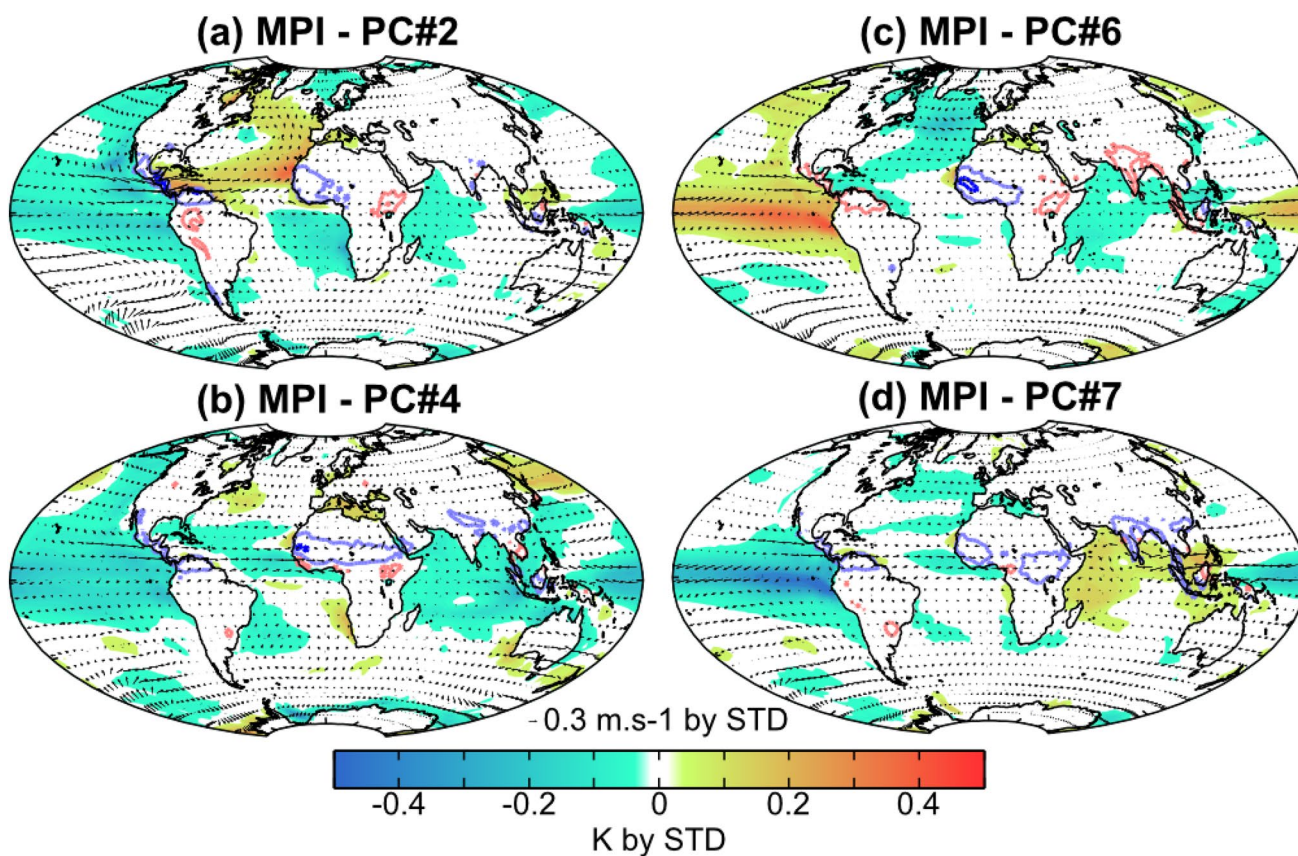 (a) MPI - PC#2
(c) MPI - PC#6
(b) MPI - PC#4
(d) MPI - PC#7
0.3 m.s-1 by STD
-0.4 -0.2 0 0.2 0.4
K by STD